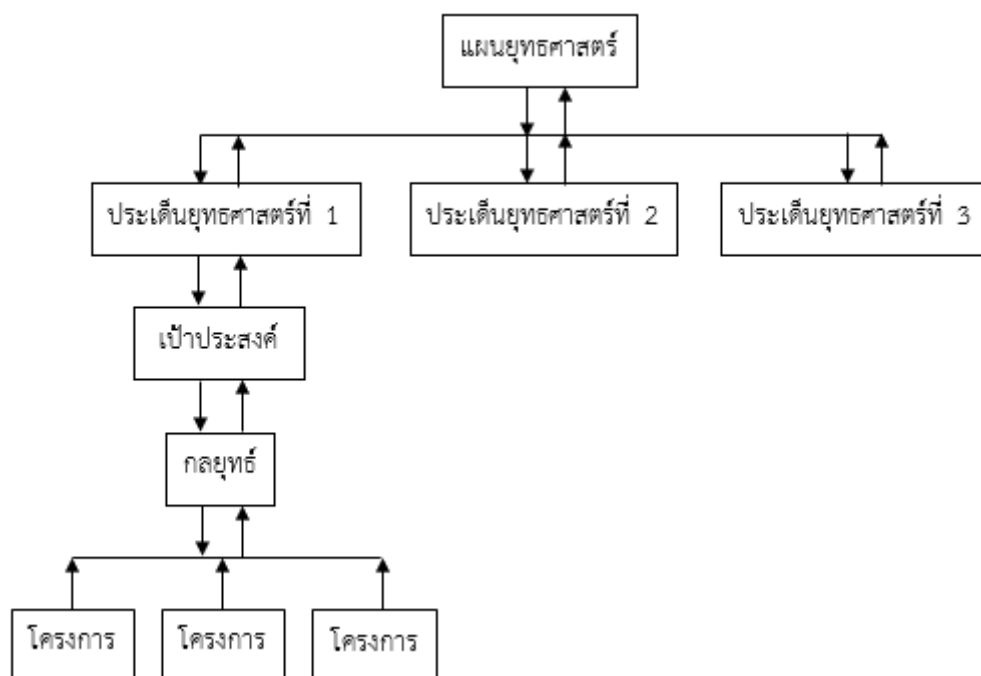 แผนยุทธศาสตร์
ประเด็นยุทธศาสตร์ที่ 1
ประเด็นยุทธศาสตร์ที่ 2
ประเด็นยุทธศาสตร์ที่ 3
เป้าประสงค์
กลยุทธ์
โครงการ
โครงการ
โครงการ